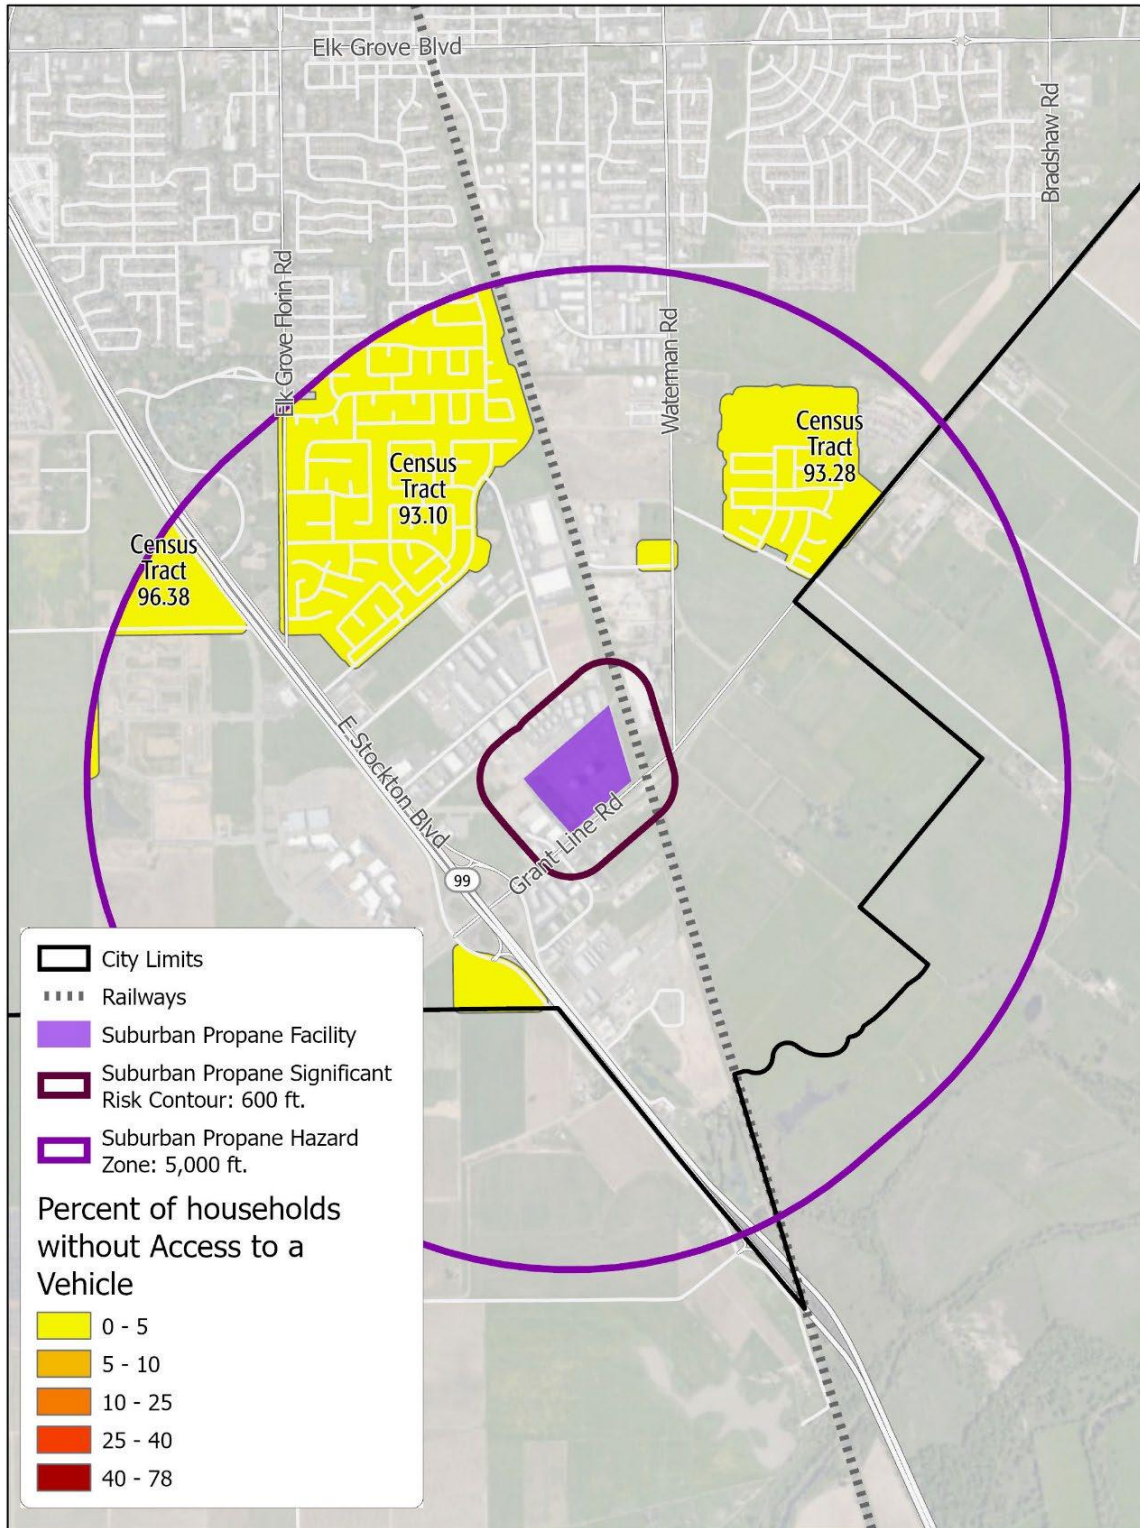 Elk Grove Blvd
Bradshaw Rd
Elk Grove Florin Rd
Waterman Rd
Census
Tract
93.28
Census
Tract
93.10
Census
Tract
96.38
E Stockton Blvd
Grant Line Rd
99
City Limits
Railways
Suburban Propane Facility
Suburban Propane Significant
Risk Contour: 600 ft.
Suburban Propane Hazard
Zone: 5,000 ft.
Percent of households
without Access to a
Vehicle
0 - 5
5 - 10
10 - 25
25 - 40
40 - 78